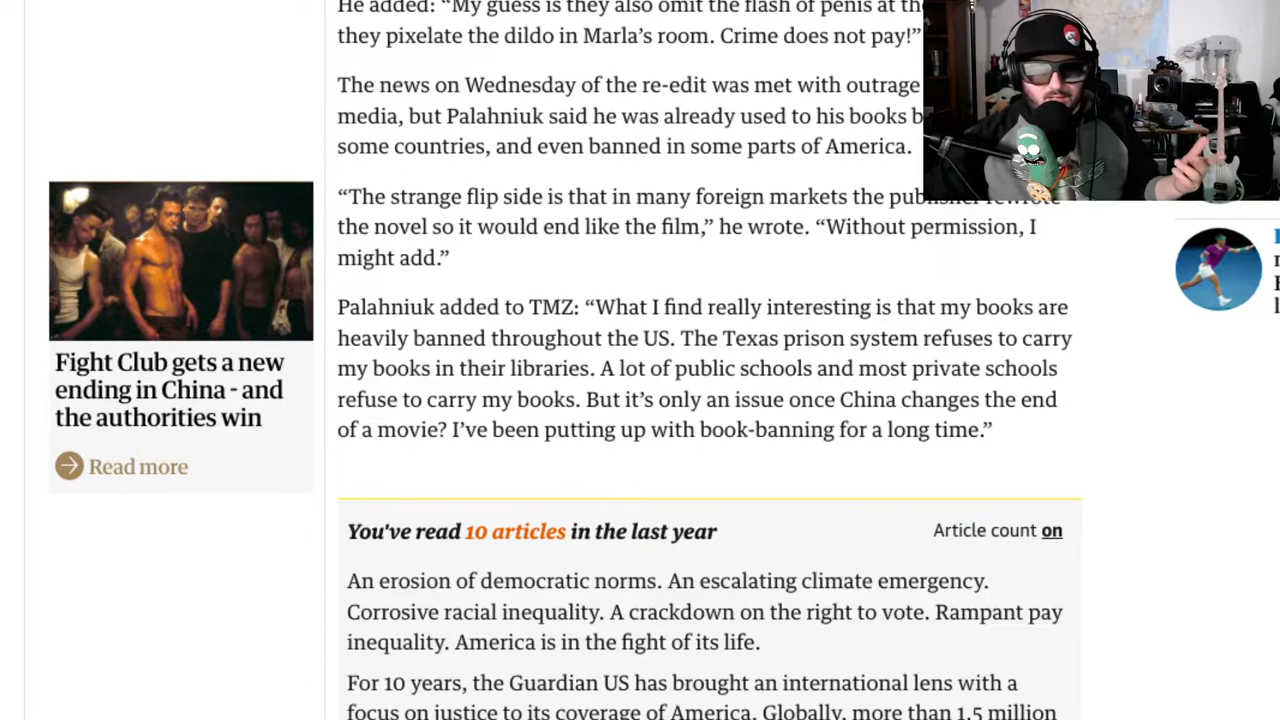 He added: “My guess is they also omit the flash of penis at th
they pixelate the dildo in Marla’s room. Crime does not pay!”
The news on Wednesday of the re-edit was met with outrage
media, but Palahniuk said he was already used to his books b
some countries, and even banned in some parts of America.
“The strange flip side is that in many foreign markets the publisher rewrote
the novel so it would end like the film,” he wrote. “Without permission, I
might add.”
Palahniuk added to TMZ: “What I find really interesting is that my books are
heavily banned throughout the US. The Texas prison system refuses to carry
my books in their libraries. A lot of public schools and most private schools
refuse to carry my books. But it’s only an issue once China changes the end
of a movie? I’ve been putting up with book-banning for a long time.”
Fight Club gets a new
ending in China - and
the authorities win
Read more
You've read 10 articles in the last year
Article count on
An erosion of democratic norms. An escalating climate emergency.
Corrosive racial inequality. A crackdown on the right to vote. Rampant pay
inequality. America is in the fight of its life.
For 10 years, the Guardian US has brought an international lens with a
focus on justice to its coverage of America. Globally, more than 1.5 million